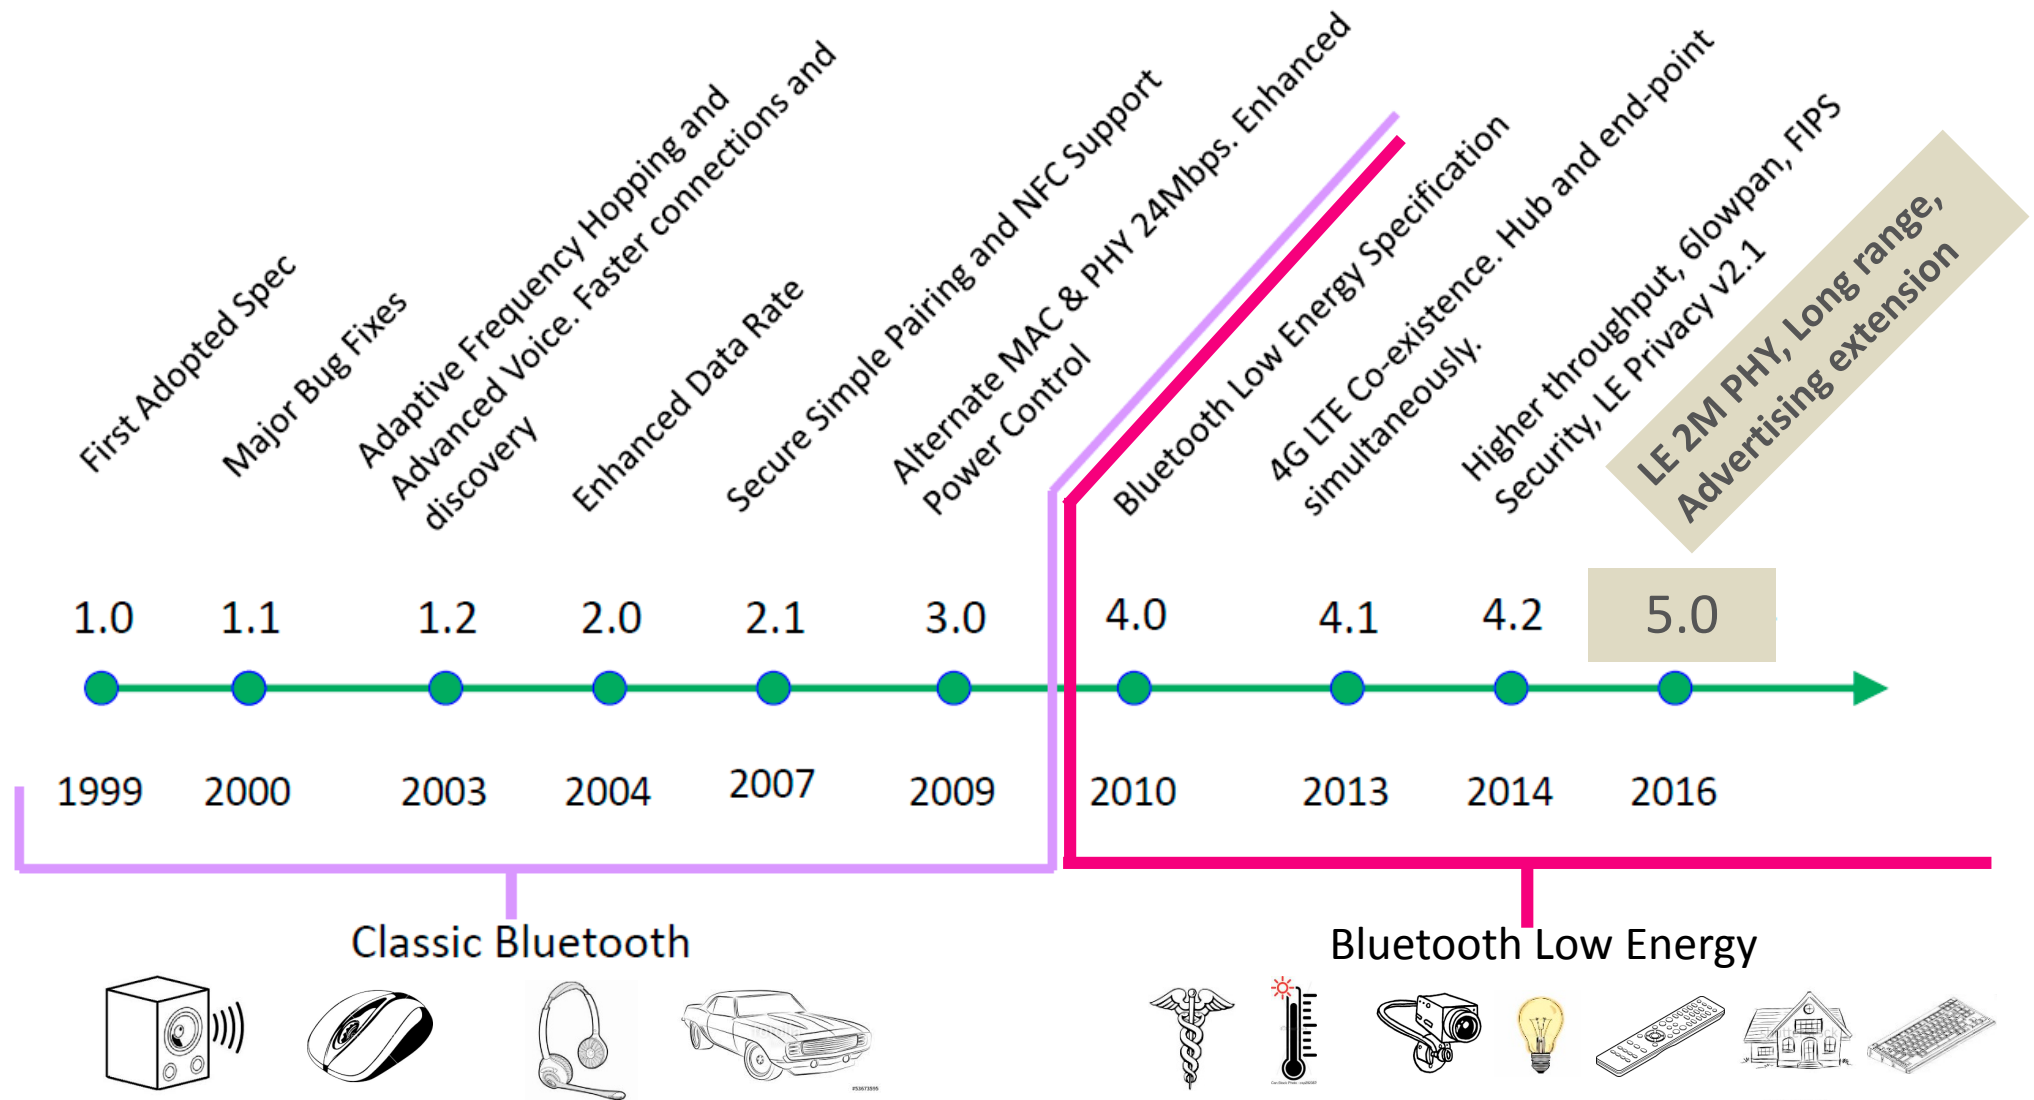 First Adopted Spec
Major Bug Fixes
Adaptive Frequency Hopping and
Advanced Voice. Faster connections and
discovery
Enhanced Data Rate
Secure Simple Pairing and NFC Support
Alternate MAC & PHY 24Mbps. Enhanced
Power Control
Bluetooth Low Energy Specification
4G LTE Co-existence. Hub and end-point
simultaneously.
Higher throughput, 6lowpan, FIPS
Security, LE Privacy v2.1
LE 2M PHY, Long range,
Advertising extension
1.0 1.1 1.2 2.0 2.1 3.0 4.0 4.1 4.2 5.0
1999 2000 2003 2004 2007 2009 2010 2013 2014 2016
Classic Bluetooth
Bluetooth Low Energy